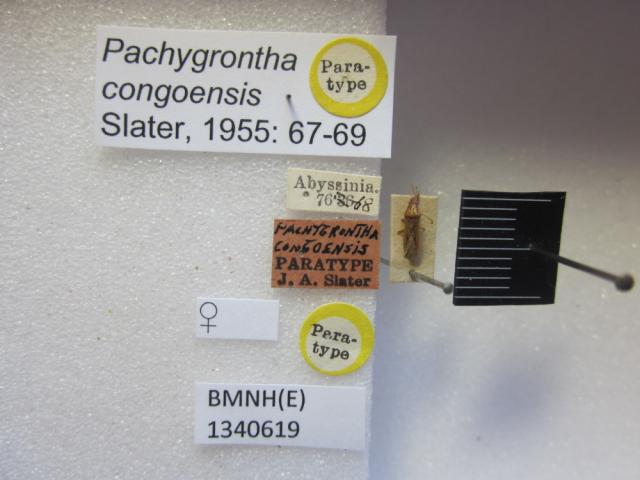 Pachygrontha
congoensis
Slater, 1955: 67-69
Para-
type
Abyssinia.
PACHYGRONTHA
CONGOENSIS
PARATYPE
J. A. Slater
♀
Para-
type
BMNH(E)
1340619